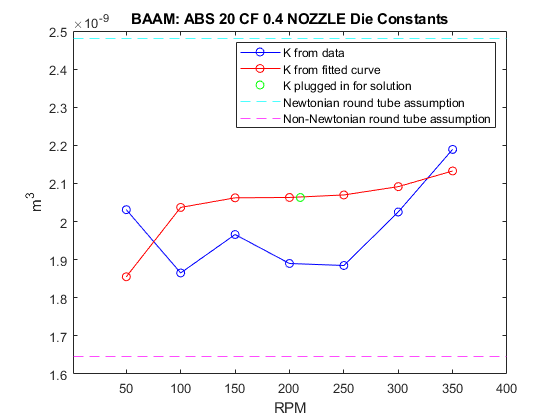 BAAM: ABS 20 CF 0.4 NOZZLE Die Constants
×10⁻⁹
2.5
2.4
2.3
2.2
2.1
2
1.9
1.8
1.7
1.6
m³
K from data
K from fitted curve
K plugged in for solution
Newtonian round tube assumption
Non-Newtonian round tube assumption
50 100 150 200 250 300 350 400
RPM